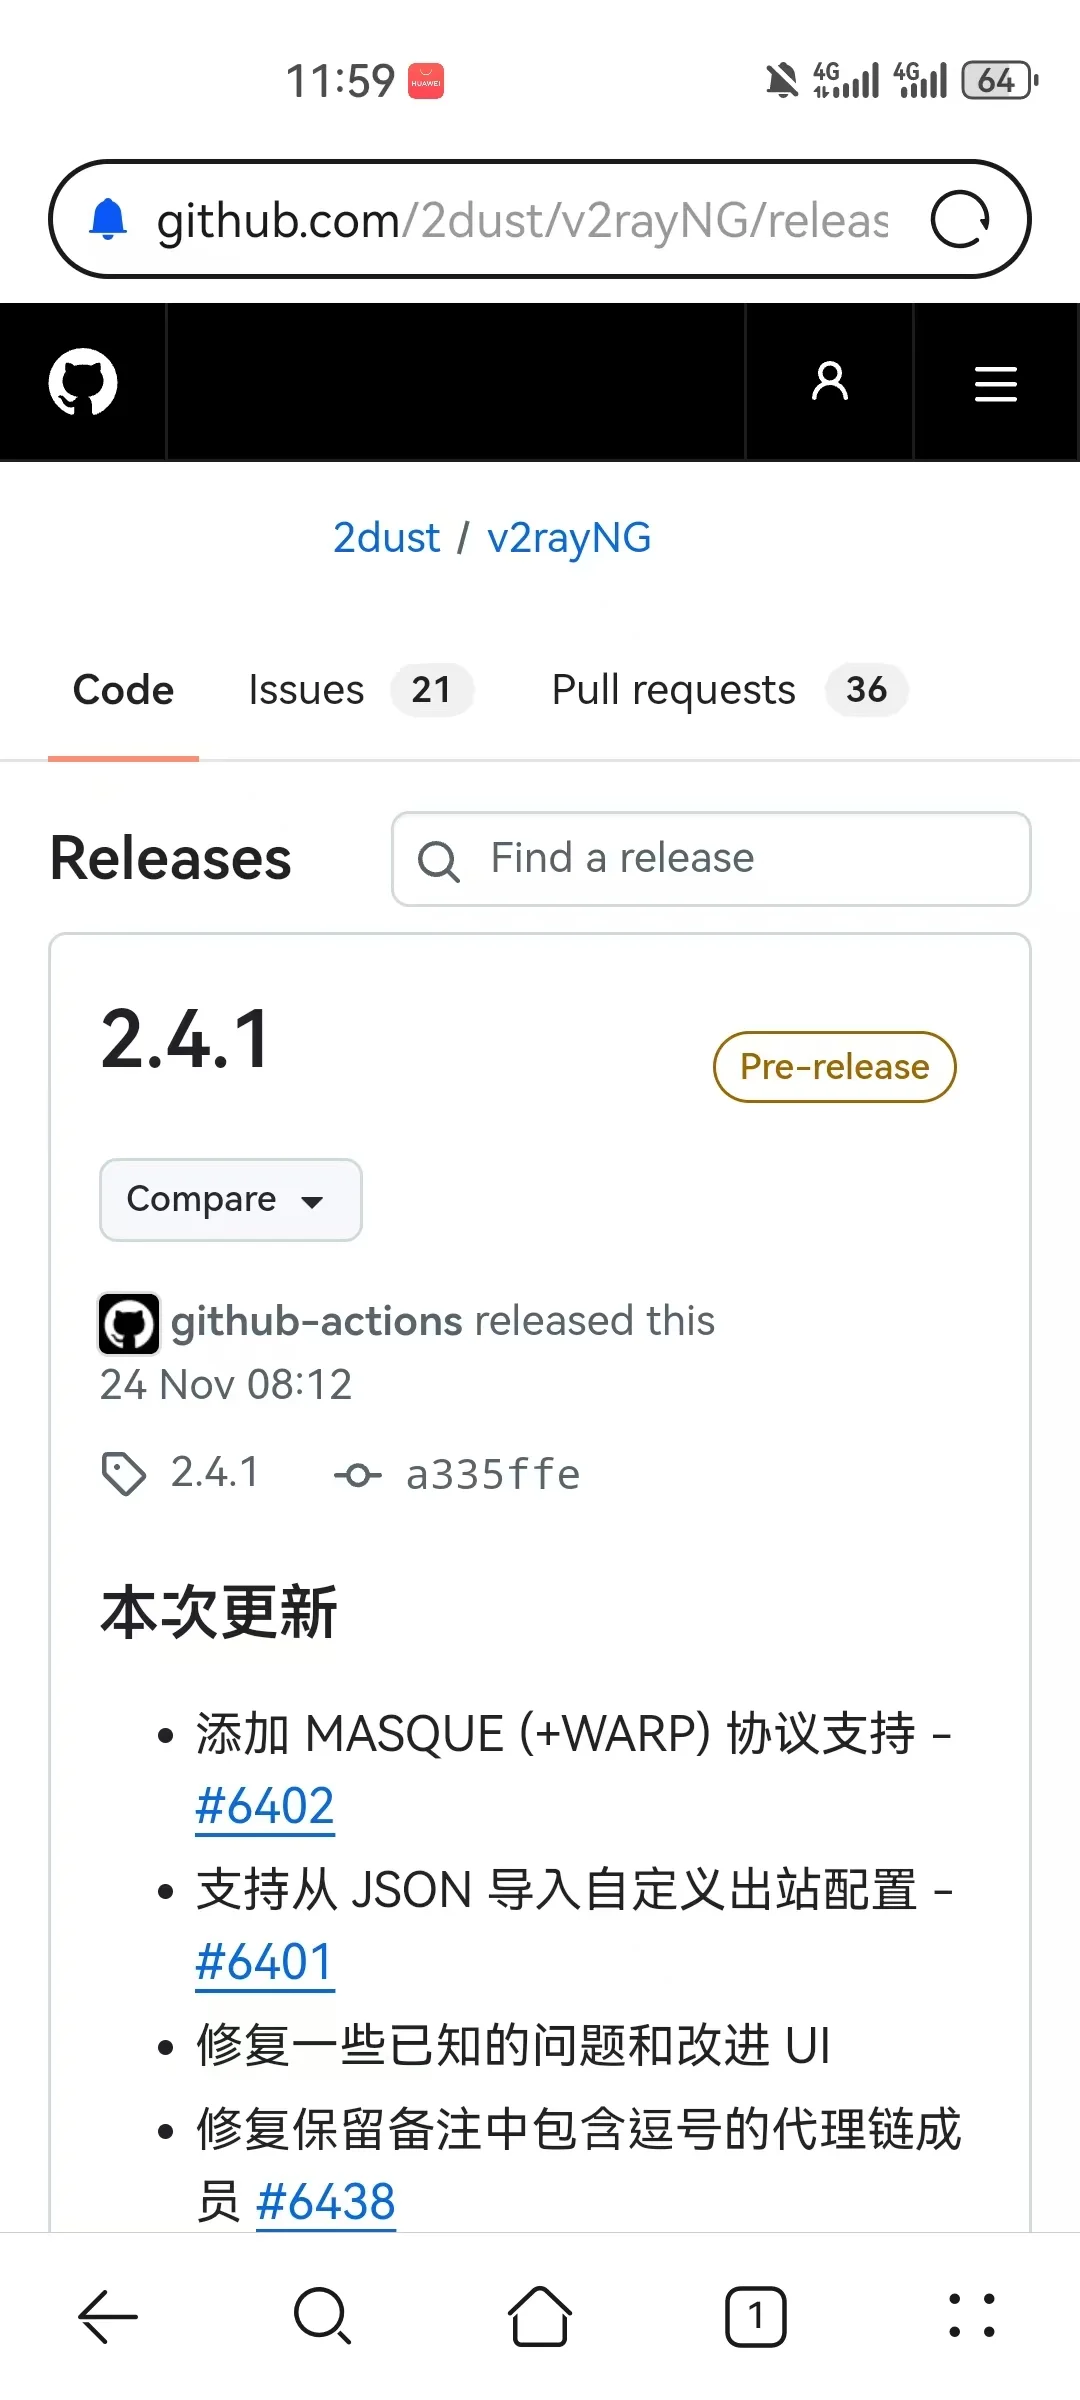 11:59
HUAWEI
4G
4G
64
github.com/2dust/v2rayNG/releas
2dust / v2rayNG
Code
Issues 21
Pull requests 36
Releases
Find a release
2.4.1
Pre-release
Compare
github-actions released this
24 Nov 08:12
2.4.1
a335ffe
本次更新
• 添加 MASQUE (+WARP) 协议支持 -
#6402
• 支持从 JSON 导入自定义出站配置 -
#6401
• 修复一些已知的问题和改进 UI
• 修复保留备注中包含逗号的代理链成
员 #6438
1